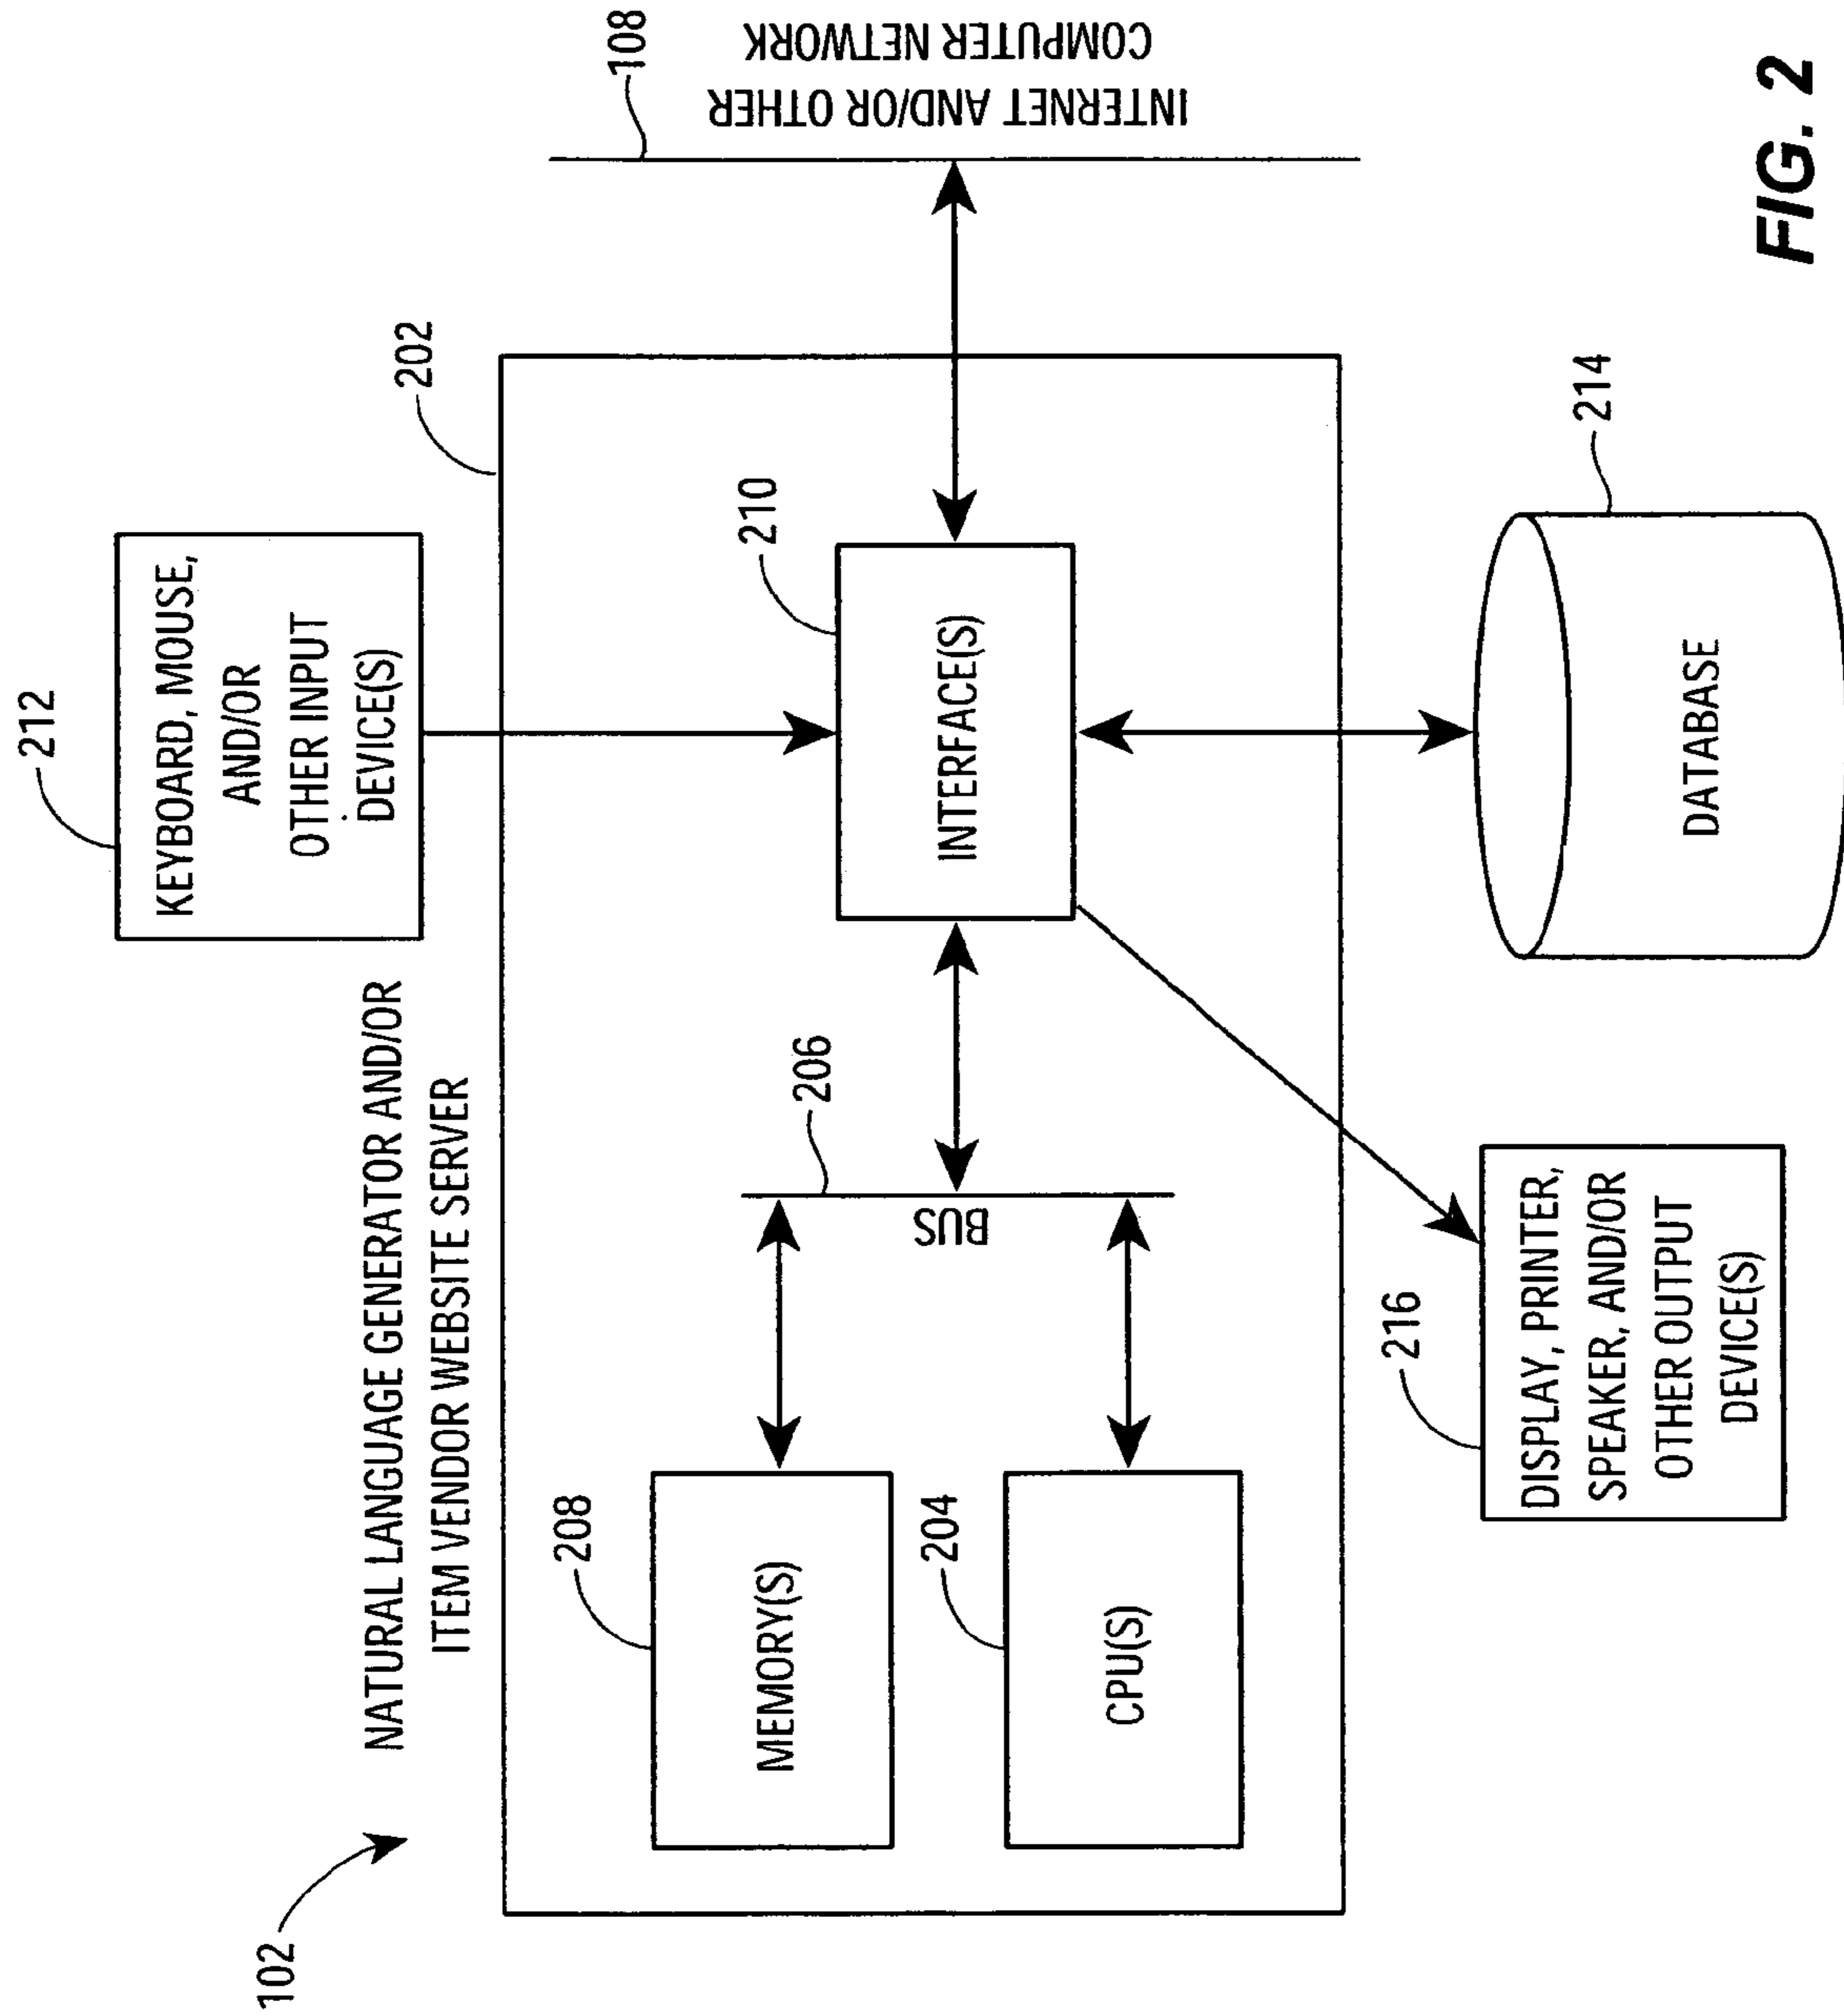 102
NATURAL LANGUAGE GENERATOR AND/OR
ITEM VENDOR WEBSITE SERVER
212
KEYBOARD, MOUSE,
AND/OR
OTHER INPUT
DEVICE(S)
202
208
MEMORY(S)
204
CPU(S)
206
BUS
210
INTERFACE(S)
108
INTERNET AND/OR OTHER
COMPUTER NETWORK
216
DISPLAY, PRINTER,
SPEAKER, AND/OR
OTHER OUTPUT
DEVICE(S)
214
DATABASE
FIG. 2